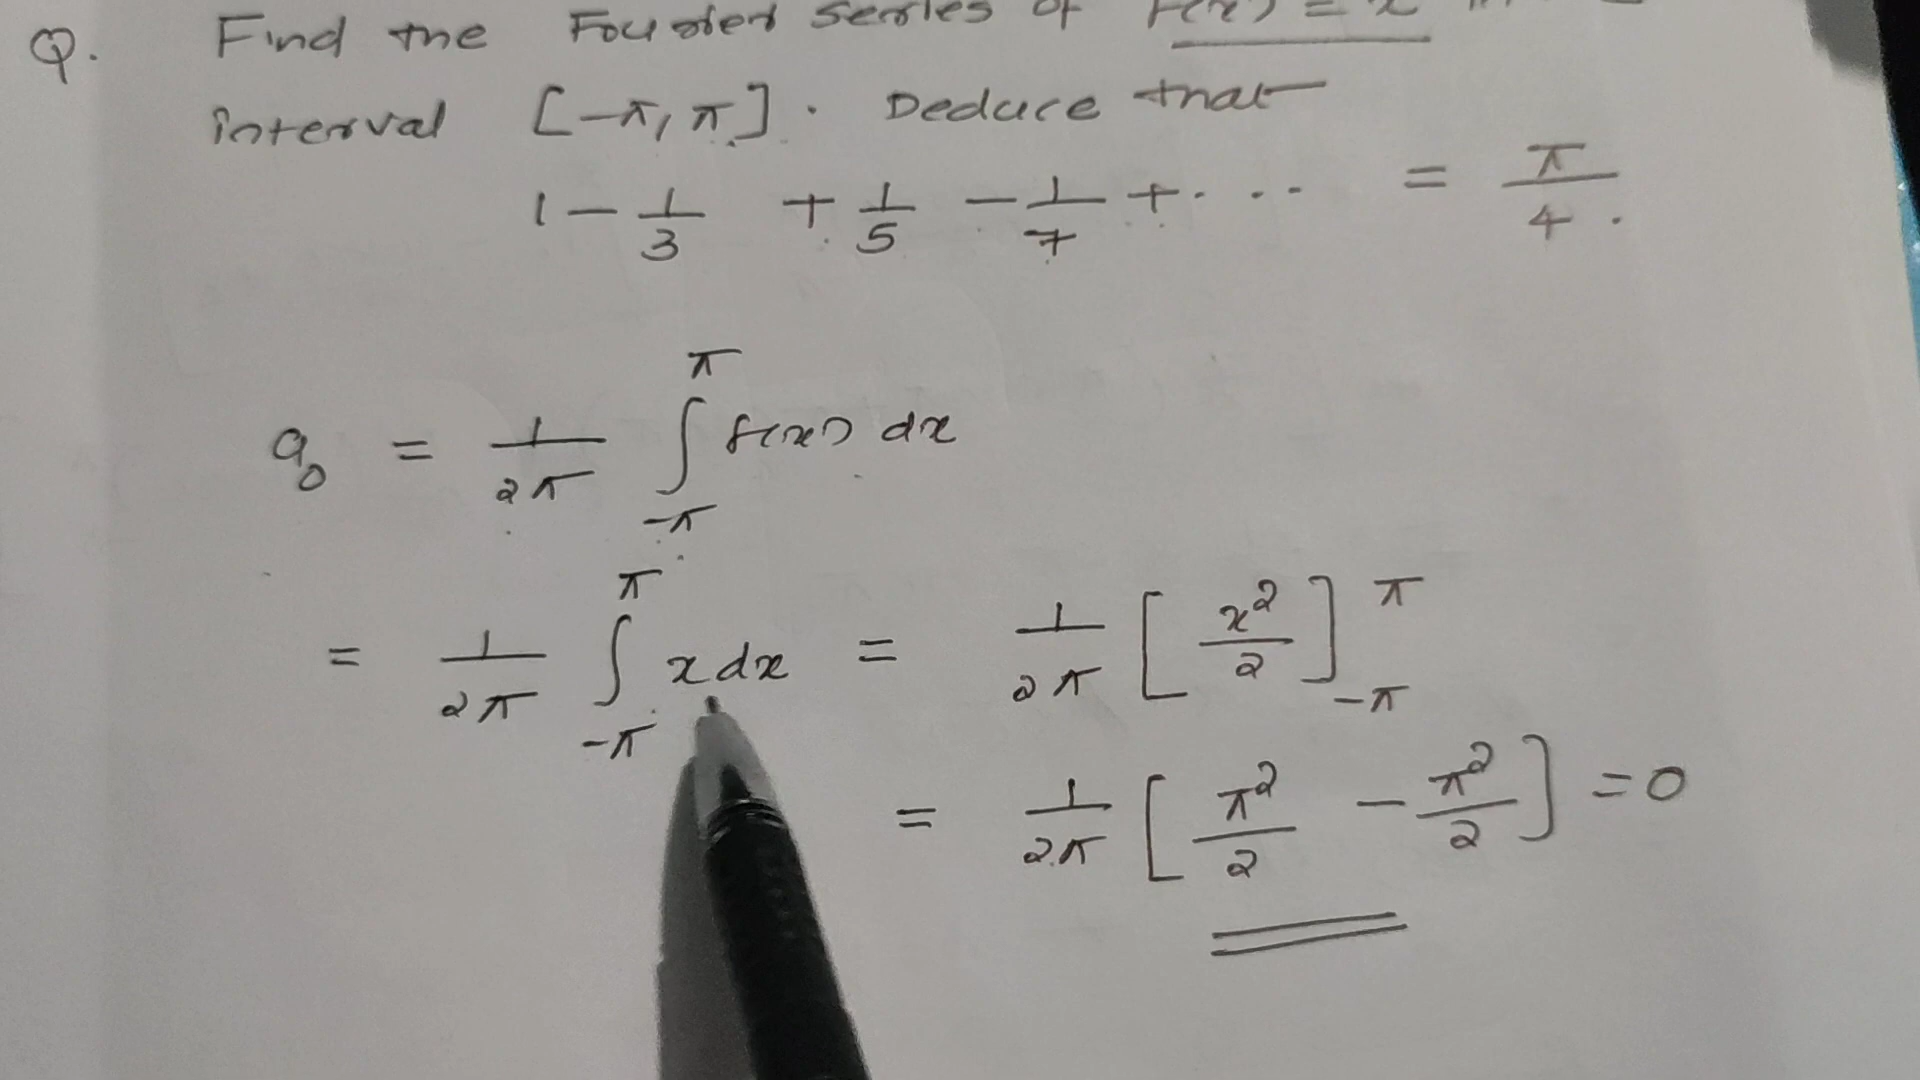 Q. Find the Fourier series of f(x) = x in
interval [-π, π]. Deduce that
1 - 1/3 + 1/5 - 1/7 + ... = π/4.
a₀ = 1/2π ∫_{-π}^{π} f(x) dx
= 1/2π ∫_{-π}^{π} x dx = 1/2π [x²/2]_{-π}^{π}
= 1/2π [π²/2 - π²/2] = 0